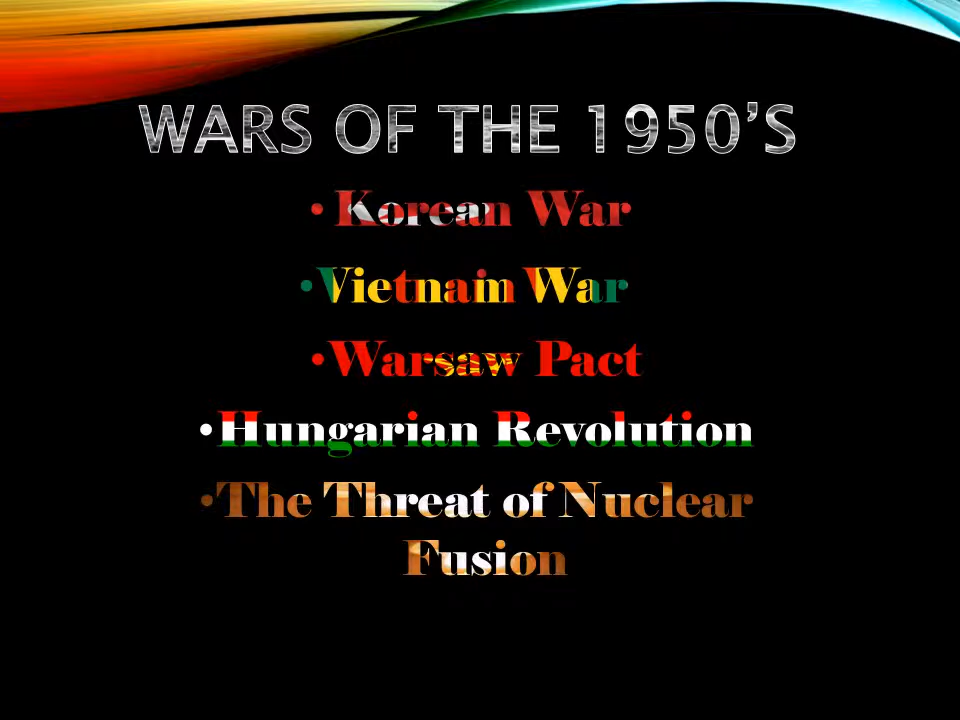 WARS OF THE 1950’S
• Korean War
• Vietnam War
• Warsaw Pact
• Hungarian Revolution
• The Threat of Nuclear
Fusion